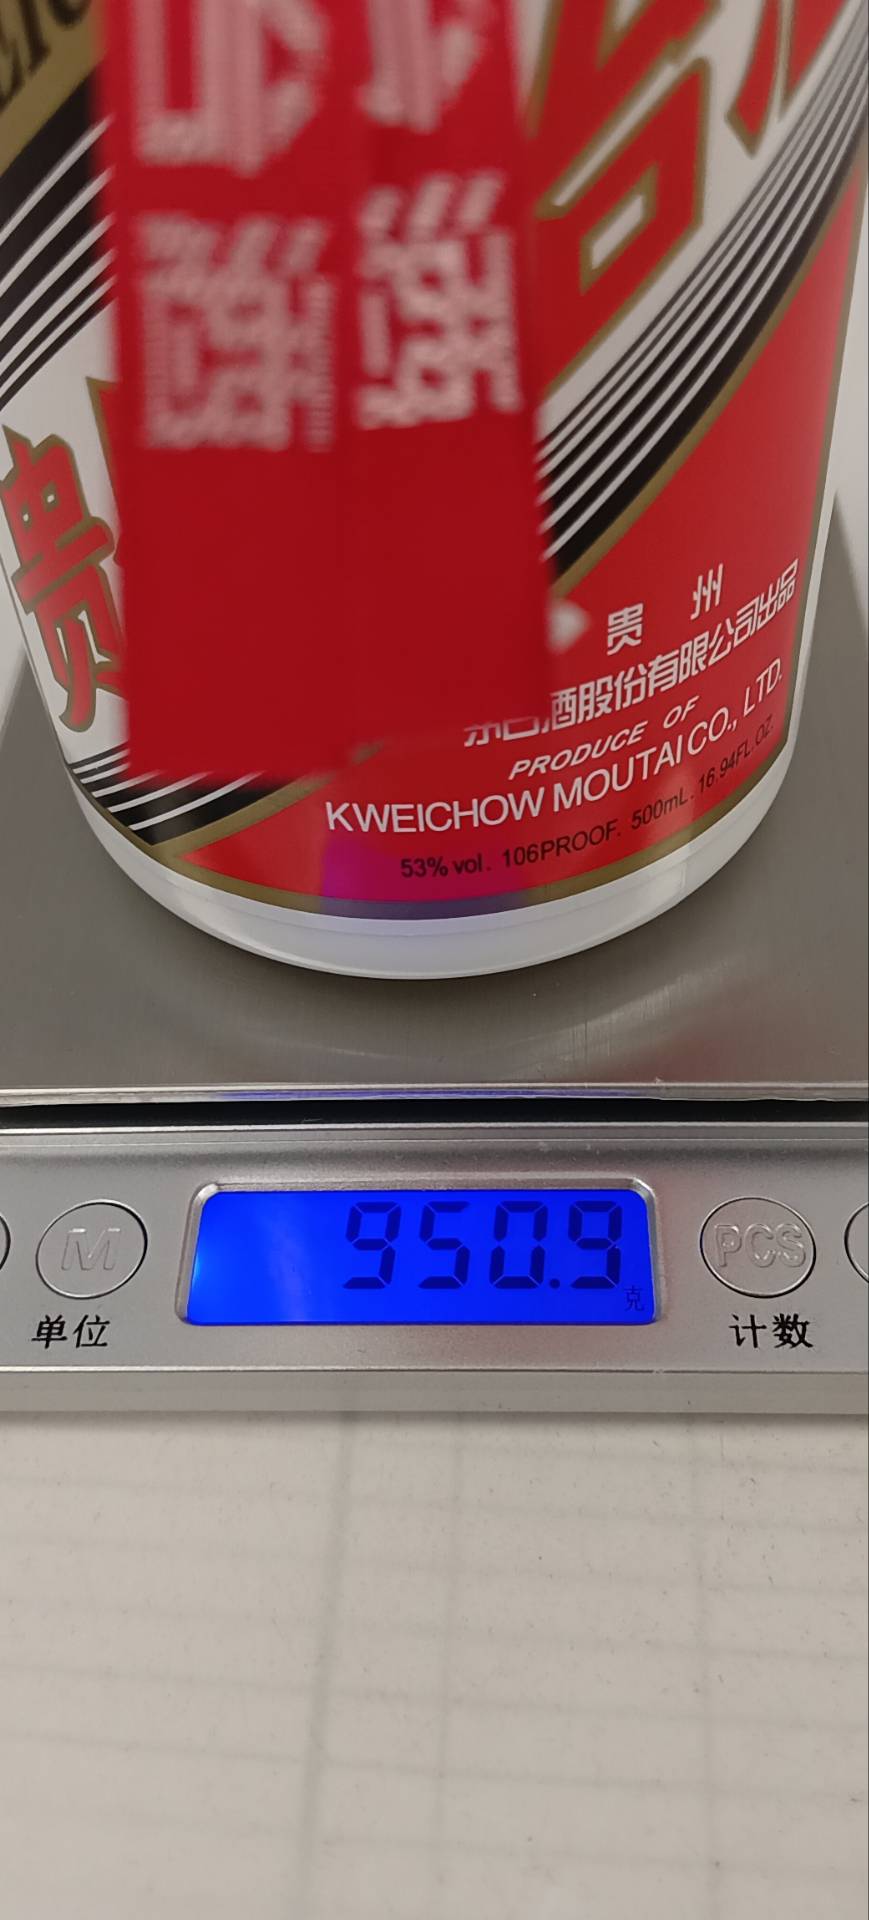 贵
贵 州
酒股份有限公司出品
PRODUCE OF
KWEICHOW MOUTAI CO., LTD.
53% vol. 106PROOF. 500mL. 16.94FL.OZ.
950.9
克
M
PCS
单位
计数